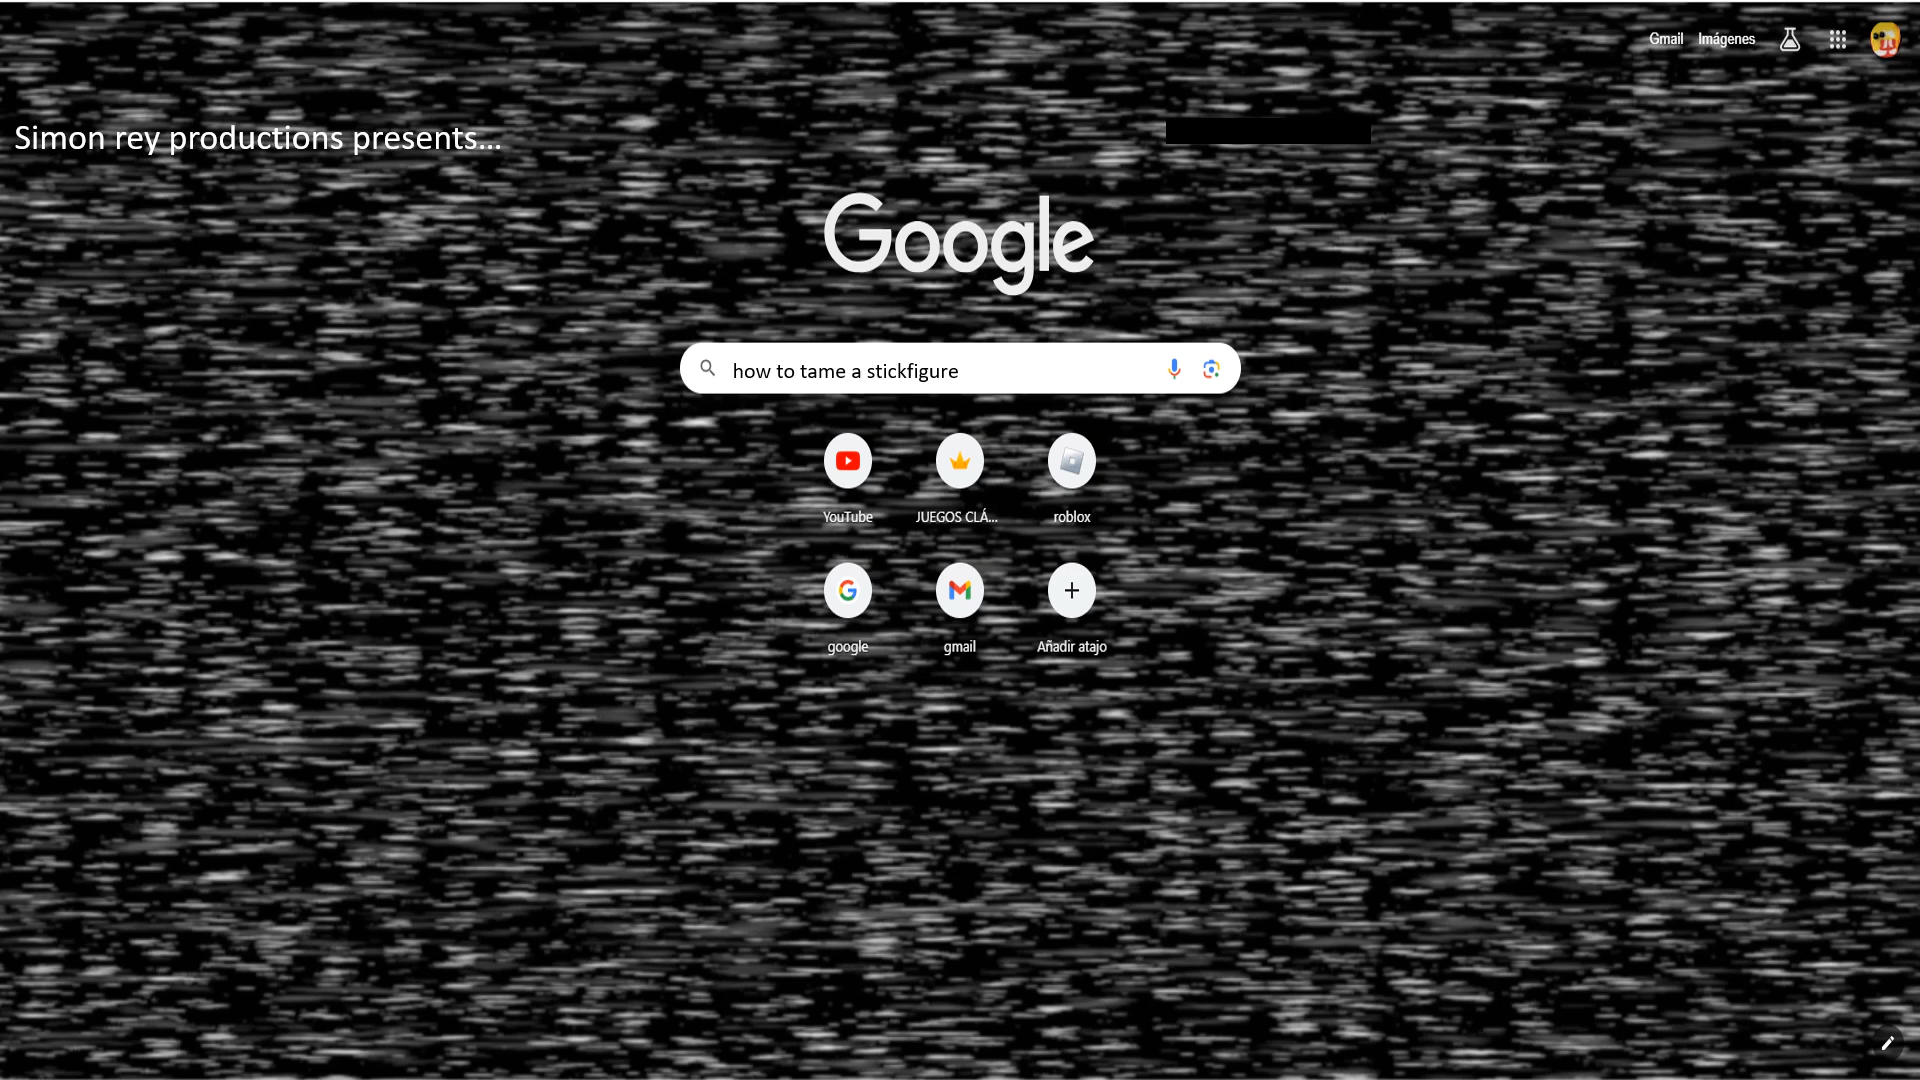 Gmail Imágenes
Simon rey productions presents...
Google
how to tame a stickfigure
YouTube JUEGOS CLÁ... roblox
google gmail Añadir atajo